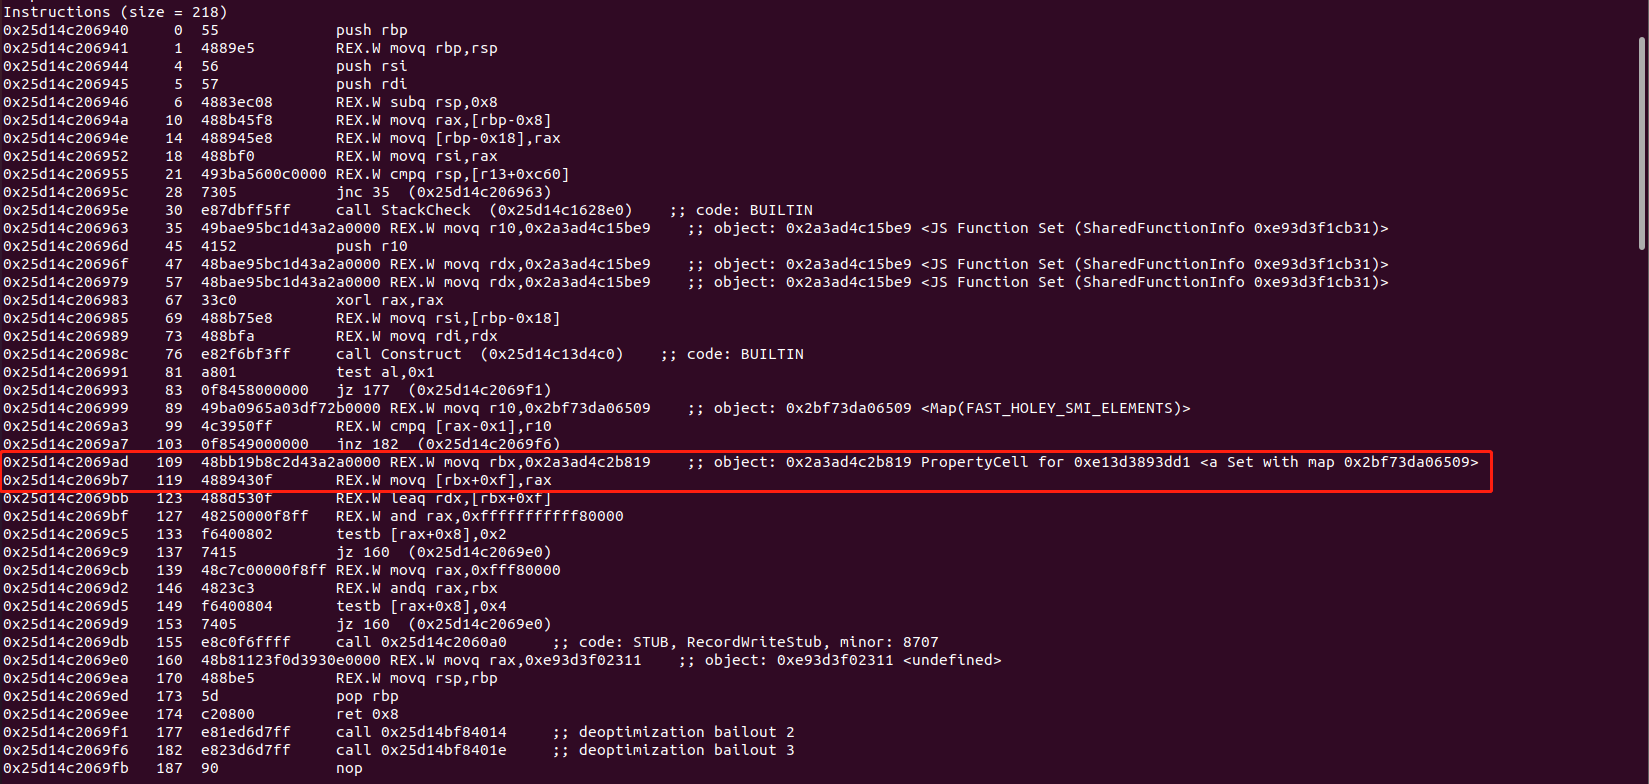 Instructions (size = 218)
0x25d14c206940     0  55             push rbp
0x25d14c206941     1  4889e5         REX.W movq rbp,rsp
0x25d14c206944     4  56             push rsi
0x25d14c206945     5  57             push rdi
0x25d14c206946     6  4883ec08       REX.W subq rsp,0x8
0x25d14c20694a    10  488b45f8       REX.W movq rax,[rbp-0x8]
0x25d14c20694e    14  488945e8       REX.W movq [rbp-0x18],rax
0x25d14c206952    18  488bf0         REX.W movq rsi,rax
0x25d14c206955    21  493ba5600c0000 REX.W cmpq rsp,[r13+0xc60]
0x25d14c20695c    28  7305           jnc 35  (0x25d14c206963)
0x25d14c20695e    30  e87dbff5ff     call StackCheck  (0x25d14c1628e0)    ;; code: BUILTIN
0x25d14c206963    35  49bae95bc1d43a2a0000 REX.W movq r10,0x2a3ad4c15be9    ;; object: 0x2a3ad4c15be9 <JS Function Set (SharedFunctionInfo 0xe93d3f1cb31)>
0x25d14c20696d    45  4152           push r10
0x25d14c20696f    47  48bae95bc1d43a2a0000 REX.W movq rdx,0x2a3ad4c15be9    ;; object: 0x2a3ad4c15be9 <JS Function Set (SharedFunctionInfo 0xe93d3f1cb31)>
0x25d14c206979    57  48bae95bc1d43a2a0000 REX.W movq rdx,0x2a3ad4c15be9    ;; object: 0x2a3ad4c15be9 <JS Function Set (SharedFunctionInfo 0xe93d3f1cb31)>
0x25d14c206983    67  33c0           xorl rax,rax
0x25d14c206985    69  488b75e8       REX.W movq rsi,[rbp-0x18]
0x25d14c206989    73  488bfa         REX.W movq rdi,rdx
0x25d14c20698c    76  e82f6bf3ff     call Construct  (0x25d14c13d4c0)    ;; code: BUILTIN
0x25d14c206991    81  a801           test al,0x1
0x25d14c206993    83  0f8458000000   jz 177  (0x25d14c2069f1)
0x25d14c206999    89  49ba0965a03df72b0000 REX.W movq r10,0x2bf73da06509    ;; object: 0x2bf73da06509 <Map(FAST_HOLEY_SMI_ELEMENTS)>
0x25d14c2069a3    99  4c3950ff       REX.W cmpq [rax-0x1],r10
0x25d14c2069a7   103  0f8549000000   jnz 182  (0x25d14c2069f6)
0x25d14c2069ad   109  48bb19b8c2d43a2a0000 REX.W movq rbx,0x2a3ad4c2b819    ;; object: 0x2a3ad4c2b819 PropertyCell for 0xe13d3893dd1 <a Set with map 0x2bf73da06509>
0x25d14c2069b7   119  4889430f       REX.W movq [rbx+0xf],rax
0x25d14c2069bb   123  488d530f       REX.W leaq rdx,[rbx+0xf]
0x25d14c2069bf   127  48250000f8ff   REX.W and rax,0xfffffffffff80000
0x25d14c2069c5   133  f6400802       testb [rax+0x8],0x2
0x25d14c2069c9   137  7415           jz 160  (0x25d14c2069e0)
0x25d14c2069cb   139  48c7c00000f8ff REX.W movq rax,0xfff80000
0x25d14c2069d2   146  4823c3         REX.W andq rax,rbx
0x25d14c2069d5   149  f6400804       testb [rax+0x8],0x4
0x25d14c2069d9   153  7405           jz 160  (0x25d14c2069e0)
0x25d14c2069db   155  e8c0f6ffff     call 0x25d14c2060a0     ;; code: STUB, RecordWriteStub, minor: 8707
0x25d14c2069e0   160  48b81123f0d3930e0000 REX.W movq rax,0xe93d3f02311    ;; object: 0xe93d3f02311 <undefined>
0x25d14c2069ea   170  488be5         REX.W movq rsp,rbp
0x25d14c2069ed   173  5d             pop rbp
0x25d14c2069ee   174  c20800         ret 0x8
0x25d14c2069f1   177  e81ed6d7ff     call 0x25d14bf84014     ;; deoptimization bailout 2
0x25d14c2069f6   182  e823d6d7ff     call 0x25d14bf8401e     ;; deoptimization bailout 3
0x25d14c2069fb   187  90             nop